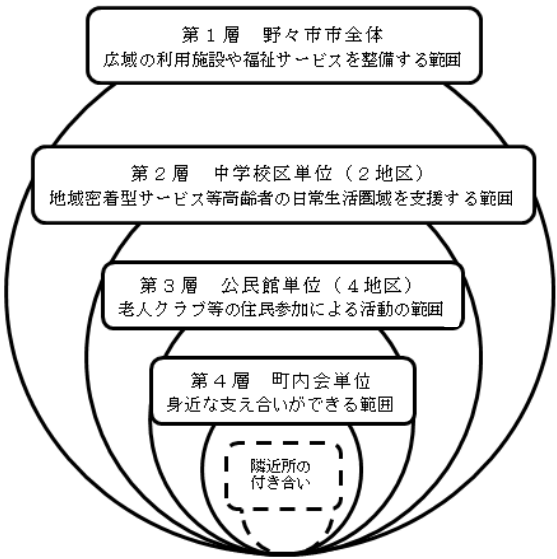 第１層　野々市市全体
広域の利用施設や福祉サービスを整備する範囲
第２層　中学校区単位（２地区）
地域密着型サービス等高齢者の日常生活圏域を支援する範囲
第３層　公民館単位（４地区）
老人クラブ等の住民参加による活動の範囲
第４層　町内会単位
身近な支え合いができる範囲
隣近所の
付き合い